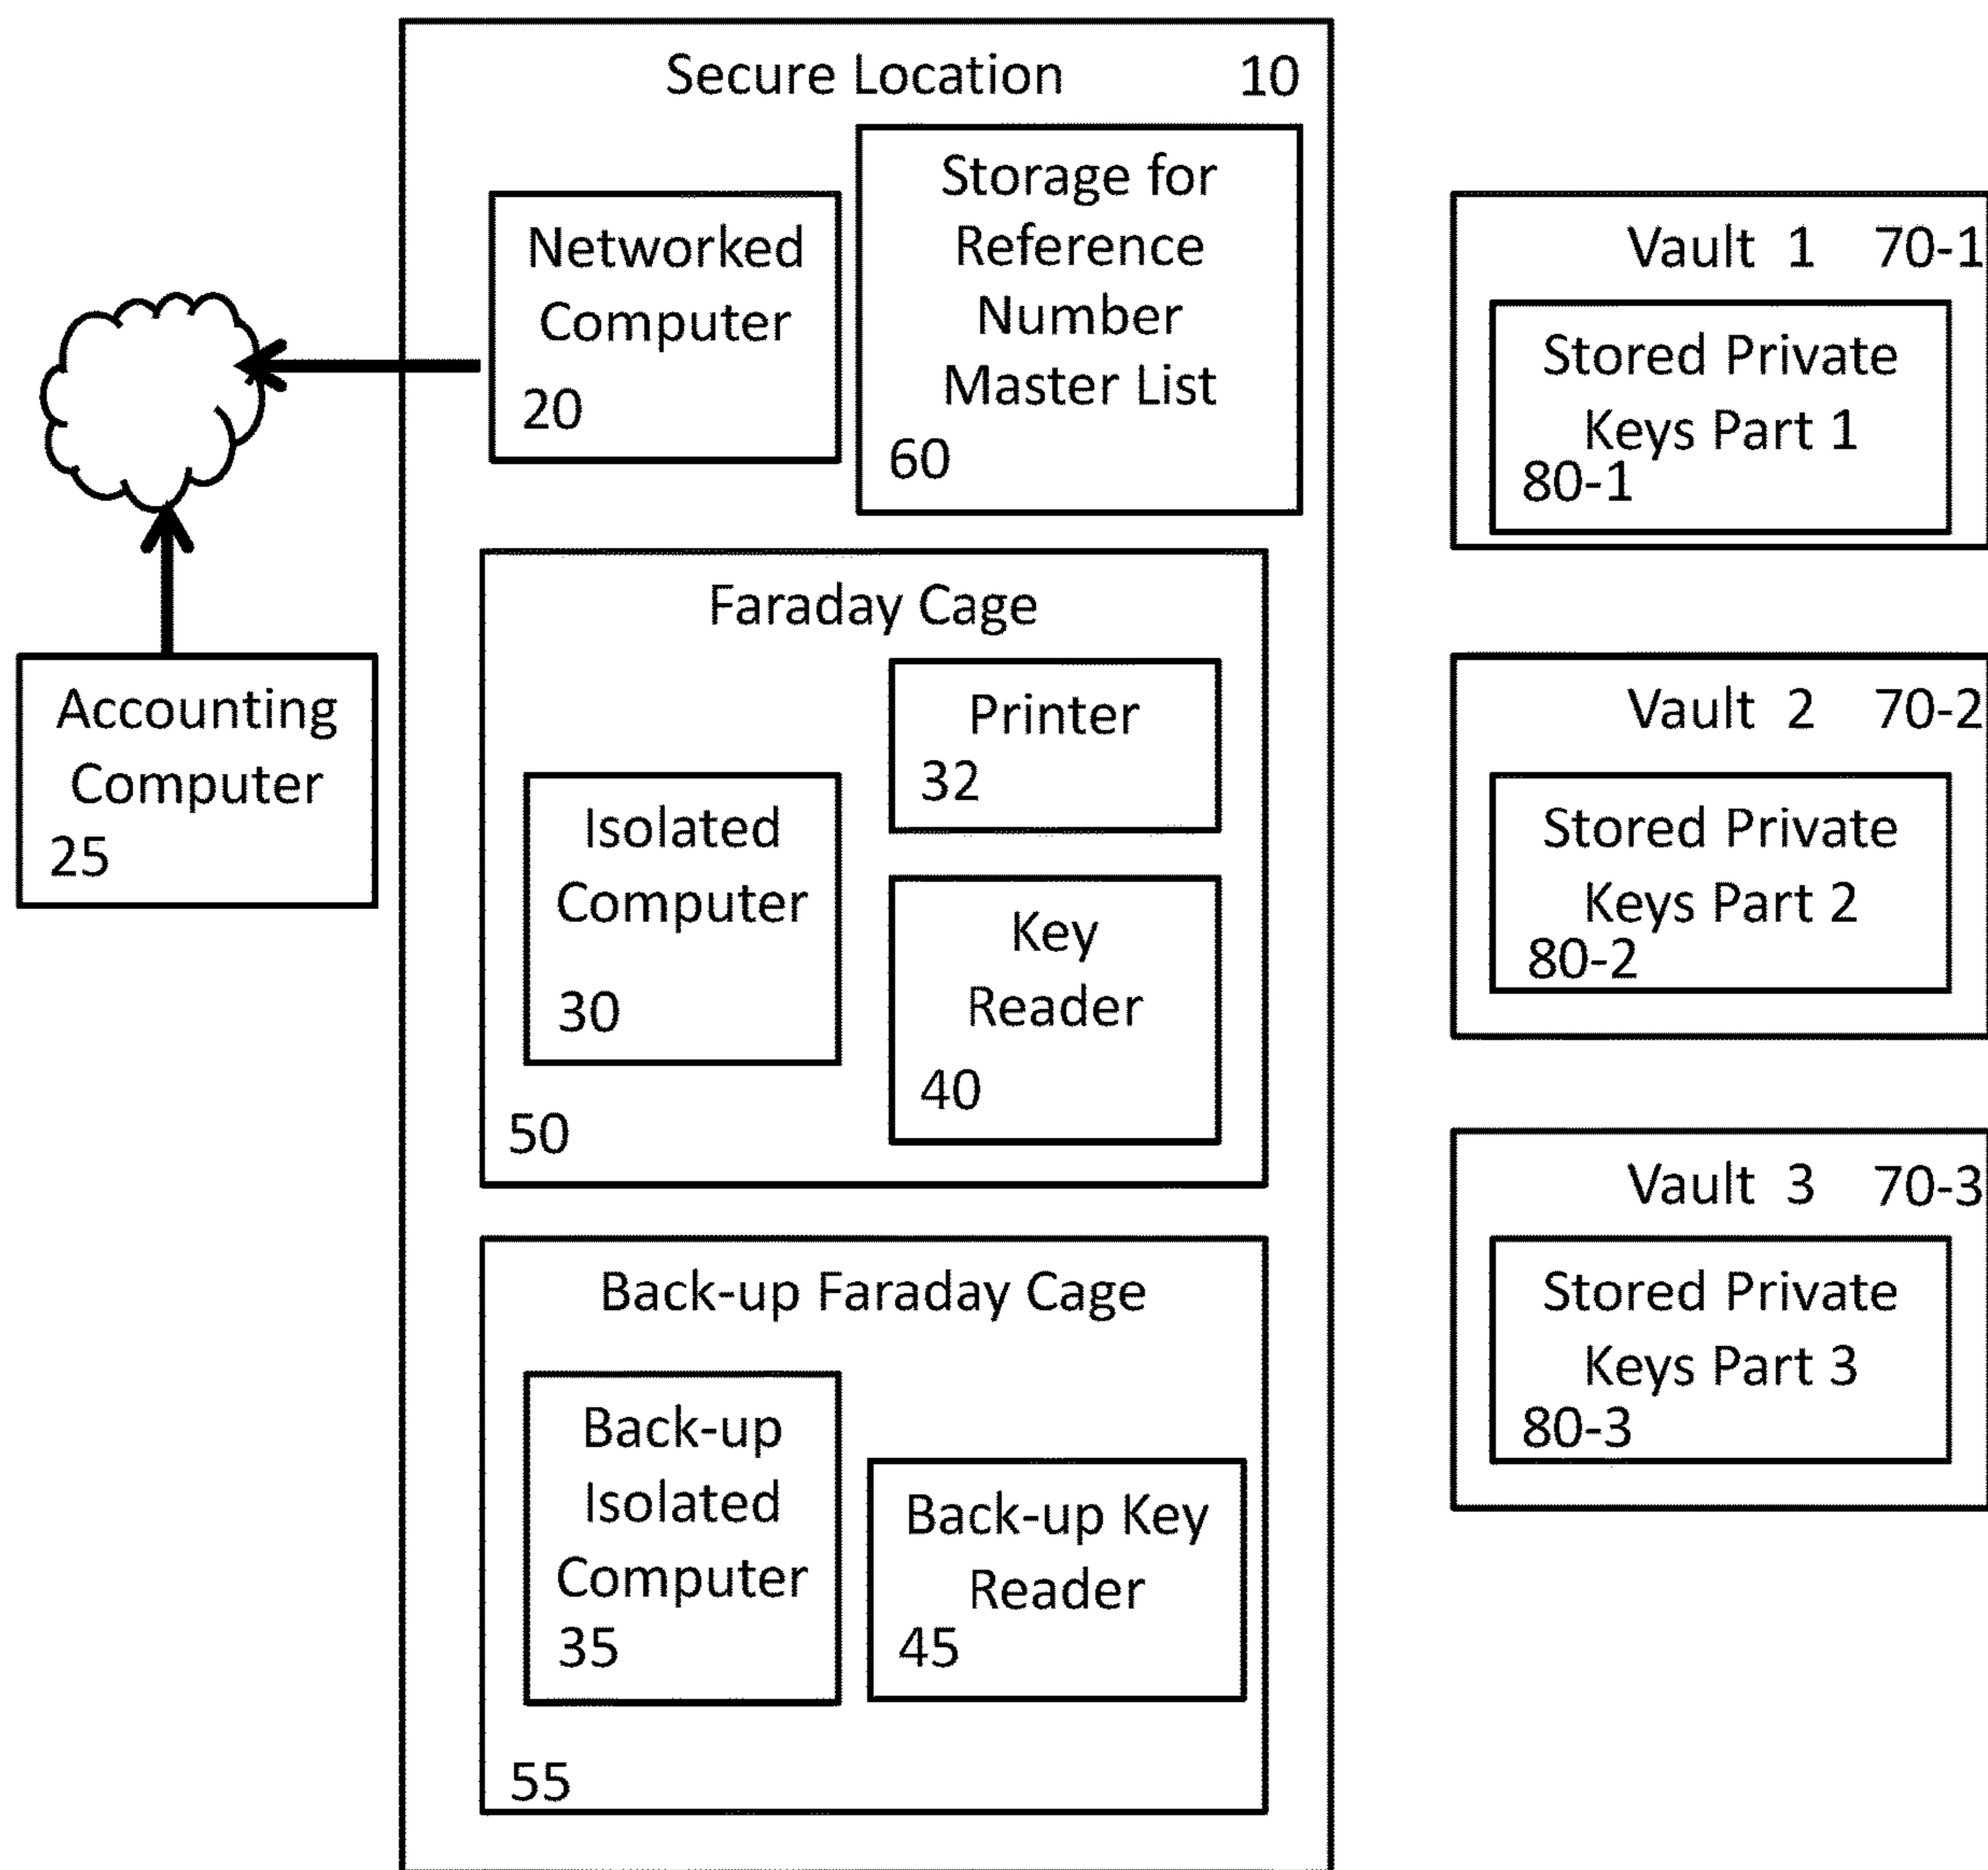 Secure Location 10
Networked
Computer
20
Storage for
Reference
Number
Master List
60
Accounting
Computer
25
Faraday Cage
Isolated
Computer
30
Printer
32
Key
Reader
40
50
Back-up Faraday Cage
Back-up
Isolated
Computer
35
Back-up Key
Reader
45
55
Vault 1 70-1
Stored Private
Keys Part 1
80-1
Vault 2 70-2
Stored Private
Keys Part 2
80-2
Vault 3 70-3
Stored Private
Keys Part 3
80-3